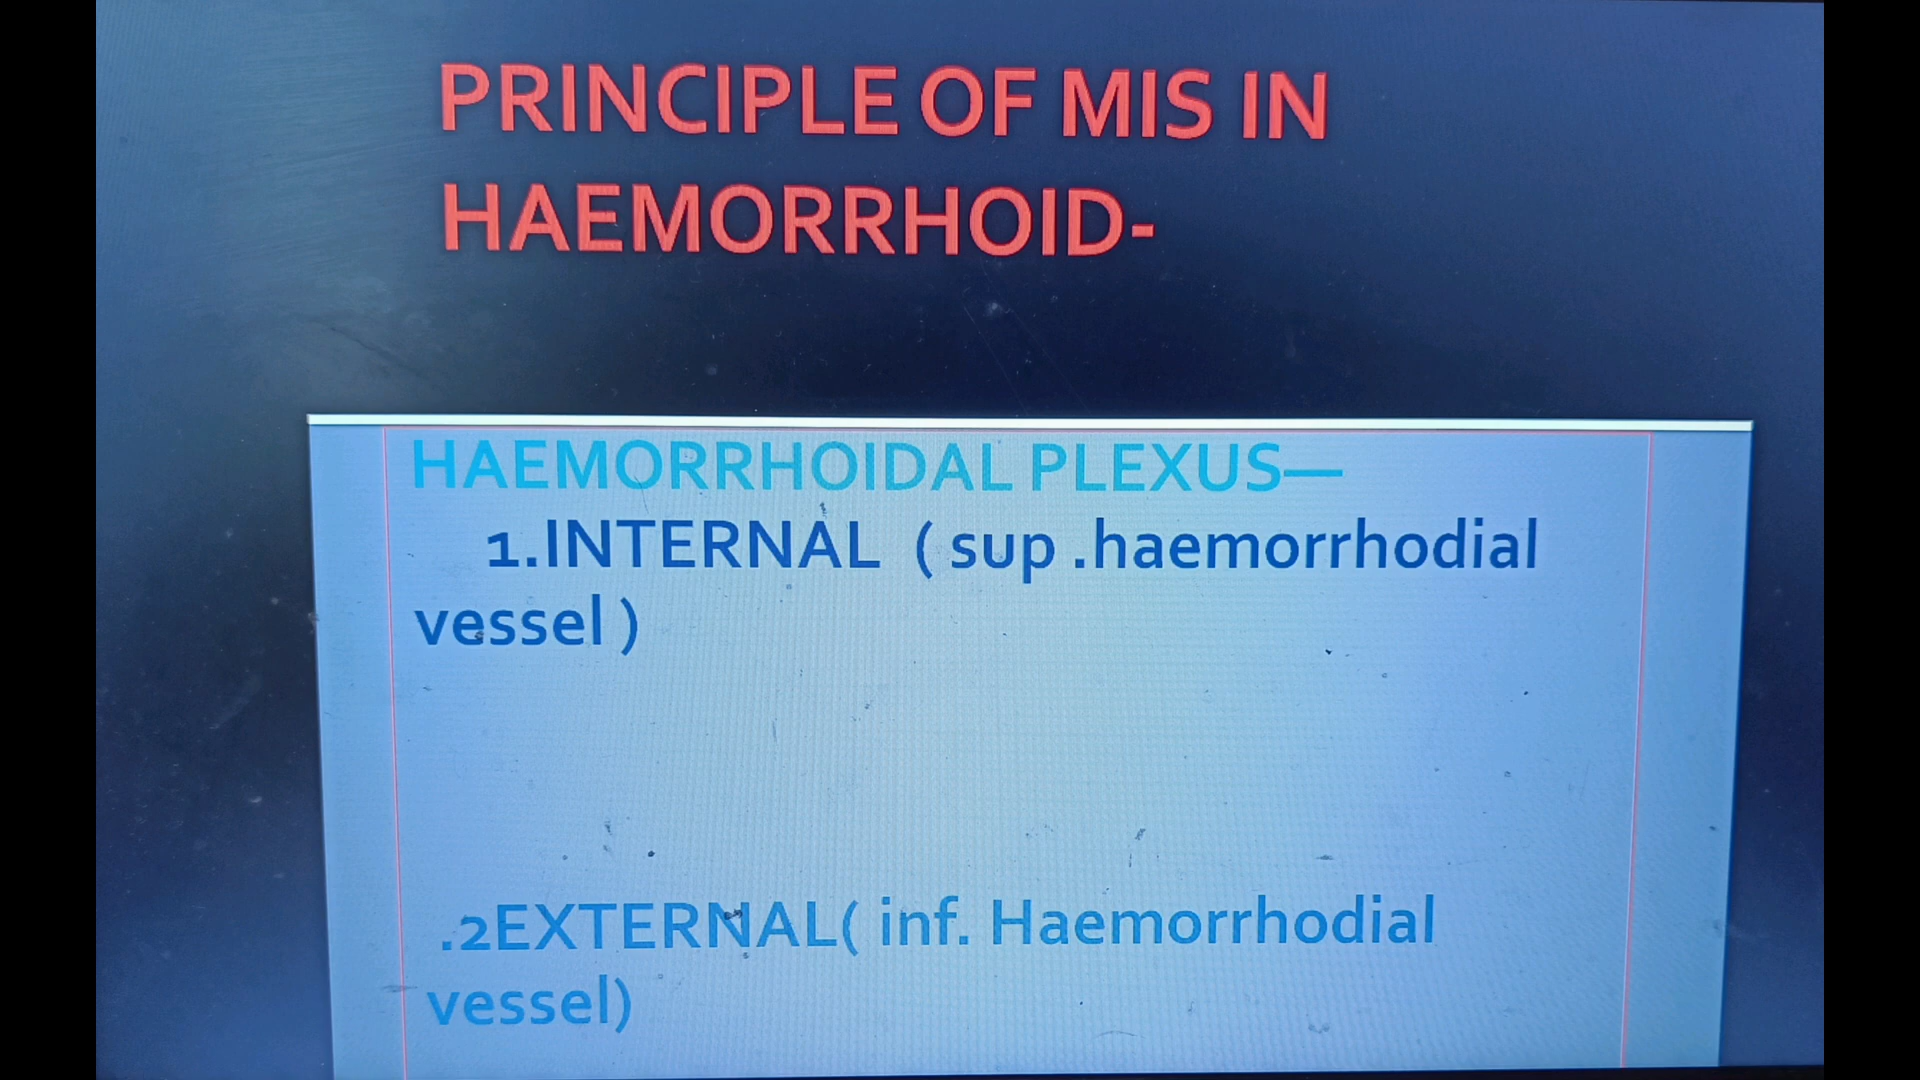 PRINCIPLE OF MIS IN
HAEMORRHOID-
HAEMORRHOIDAL PLEXUS—
1.INTERNAL ( sup .haemorrhodial
vessel )
.2EXTERNAL( inf. Haemorrhodial
vessel)